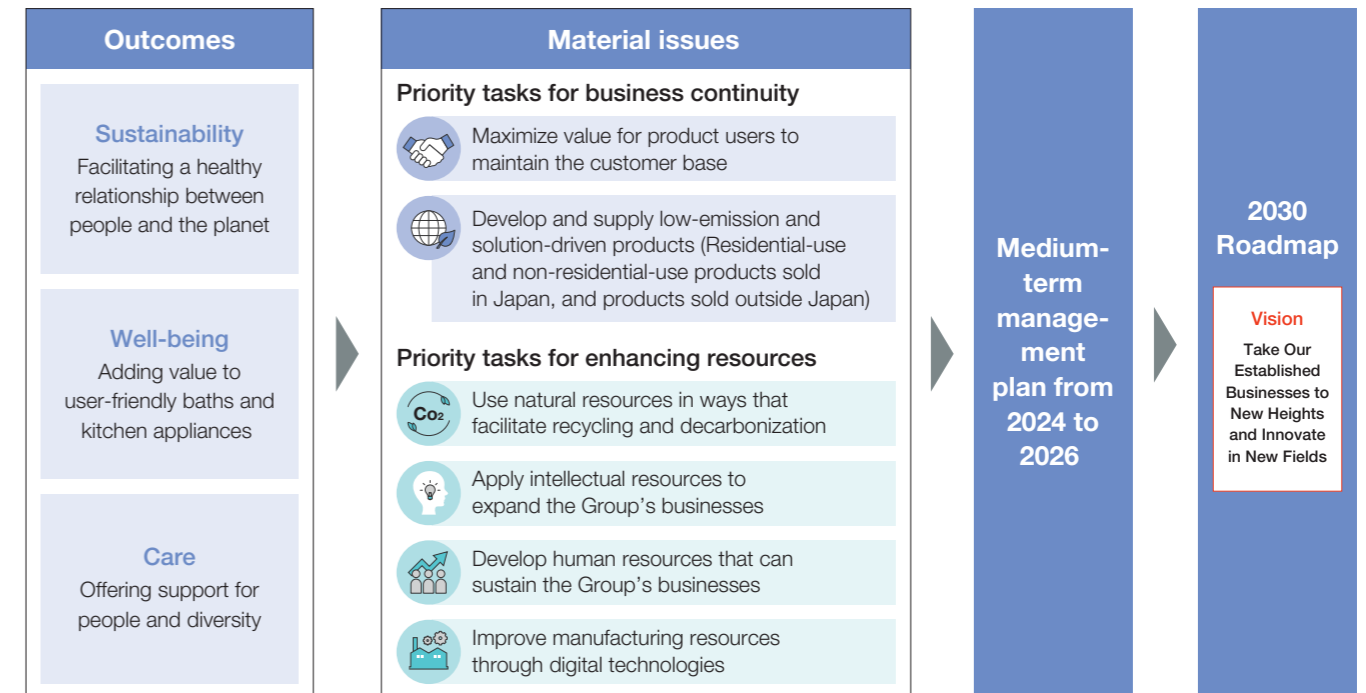 Outcomes
Sustainability
Facilitating a healthy
relationship between
people and the planet
Well-being
Adding value to
user-friendly baths and
kitchen appliances
Care
Offering support for
people and diversity
Material issues
Priority tasks for business continuity
Maximize value for product users to
maintain the customer base
Develop and supply low-emission and
solution-driven products (Residential-use
and non-residential-use products sold
in Japan, and products sold outside Japan)
Priority tasks for enhancing resources
Co₂
Use natural resources in ways that
facilitate recycling and decarbonization
Apply intellectual resources to
expand the Group’s businesses
Develop human resources that can
sustain the Group’s businesses
Improve manufacturing resources
through digital technologies
Medium-
term
manage-
ment
plan from
2024 to
2026
2030
Roadmap
Vision
Take Our
Established
Businesses to
New Heights
and Innovate
in New Fields